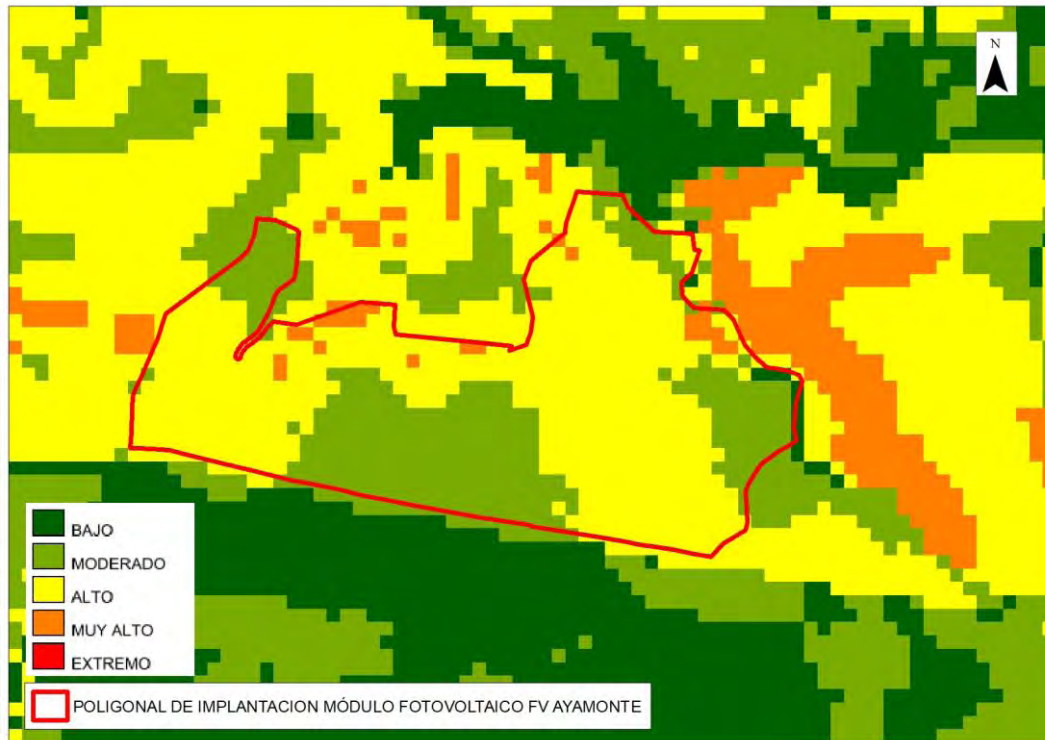 N
BAJO
MODERADO
ALTO
MUY ALTO
EXTREMO
POLIGONAL DE IMPLANTACION MÓDULO FOTOVOLTAICO FV AYAMONTE